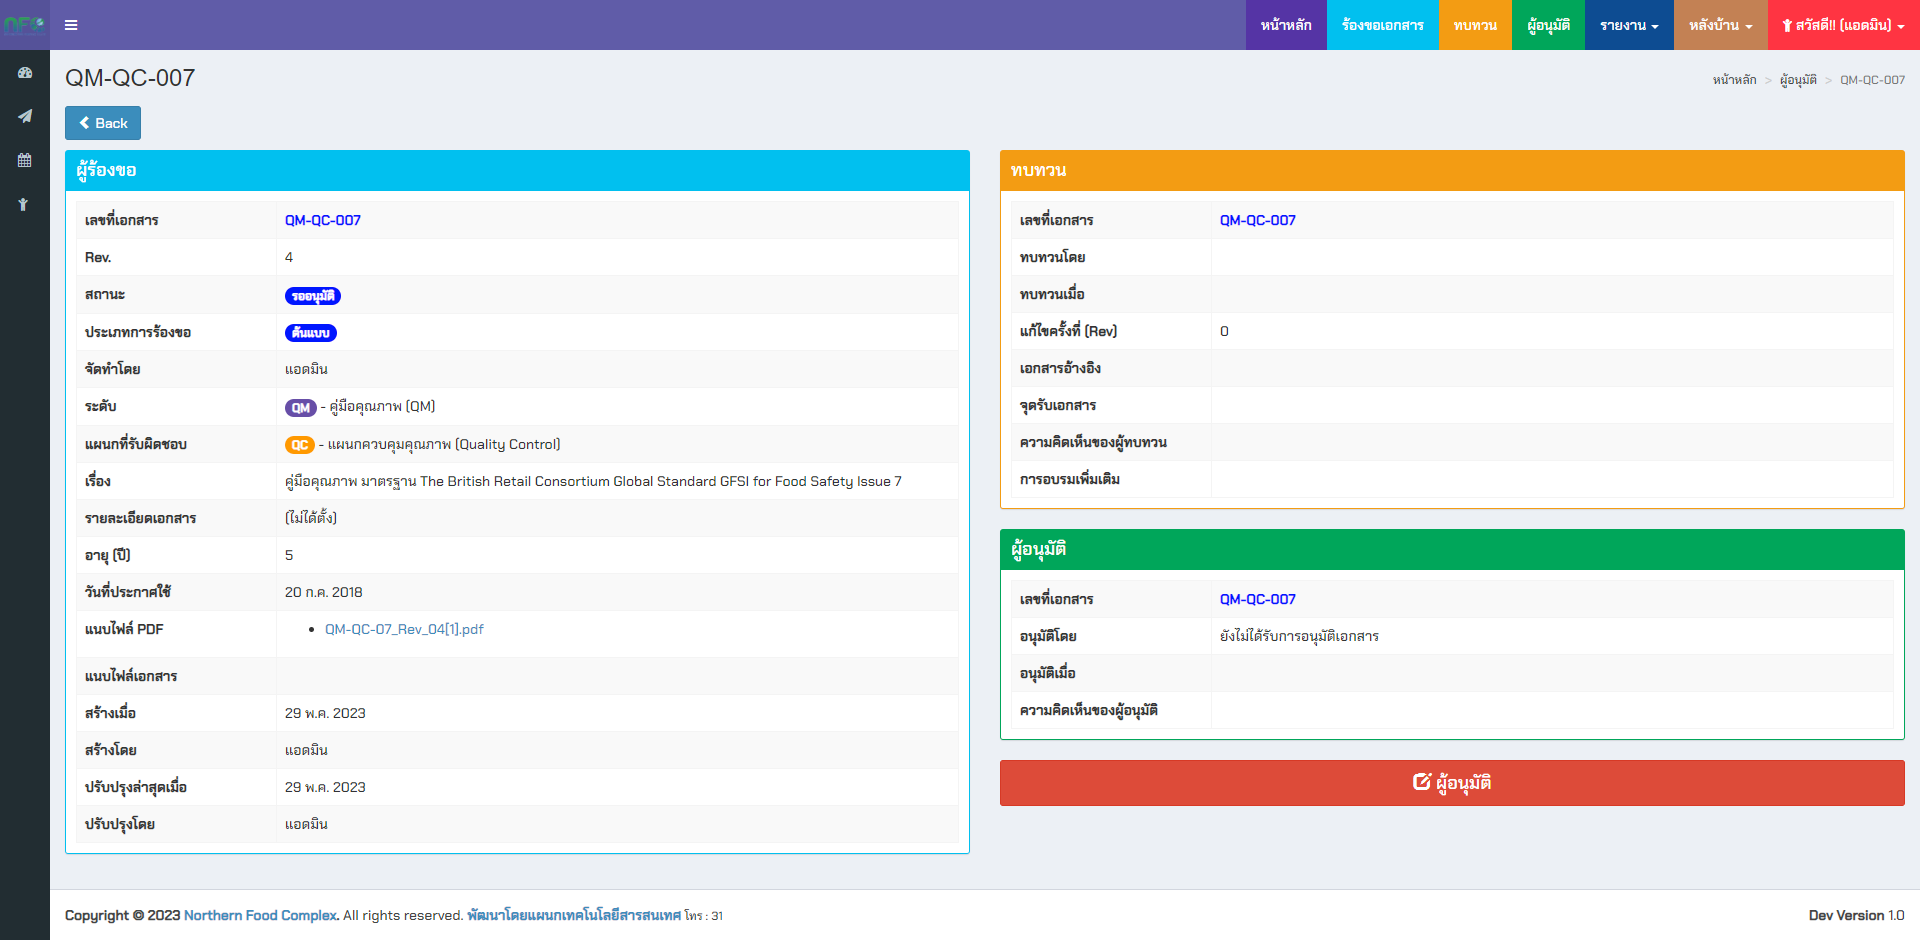 NFC
หน้าหลัก ร้องขอเอกสาร ทบทวน ผู้อนุมัติ รายงาน หลังบ้าน สวัสดี!! (แอดมิน)
QM-QC-007
หน้าหลัก > ผู้อนุมัติ > QM-QC-007
Back
ผู้ร้องขอ
เลขที่เอกสาร QM-QC-007
Rev. 4
สถานะ รออนุมัติ
ประเภทการร้องขอ ต้นแบบ
จัดทำโดย แอดมิน
ระดับ QM - คู่มือคุณภาพ (QM)
แผนกที่รับผิดชอบ QC - แผนกควบคุมคุณภาพ (Quality Control)
เรื่อง คู่มือคุณภาพ มาตรฐาน The British Retail Consortium Global Standard GFSI for Food Safety Issue 7
รายละเอียดเอกสาร (ไม่ได้ตั้ง)
อายุ (ปี) 5
วันที่ประกาศใช้ 20 ก.ค. 2018
แนบไฟล์ PDF • QM-QC-07_Rev_04[1].pdf
แนบไฟล์เอกสาร
สร้างเมื่อ 29 พ.ค. 2023
สร้างโดย แอดมิน
ปรับปรุงล่าสุดเมื่อ 29 พ.ค. 2023
ปรับปรุงโดย แอดมิน
ทบทวน
เลขที่เอกสาร QM-QC-007
ทบทวนโดย
ทบทวนเมื่อ
แก้ไขครั้งที่ (Rev) 0
เอกสารอ้างอิง
จุดรับเอกสาร
ความคิดเห็นของผู้ทบทวน
การอบรมเพิ่มเติม
ผู้อนุมัติ
เลขที่เอกสาร QM-QC-007
อนุมัติโดย ยังไม่ได้รับการอนุมัติเอกสาร
อนุมัติเมื่อ
ความคิดเห็นของผู้อนุมัติ
ผู้อนุมัติ
Copyright © 2023 Northern Food Complex. All rights reserved. พัฒนาโดยแผนกเทคโนโลยีสารสนเทศ โทร : 31
Dev Version 1.0